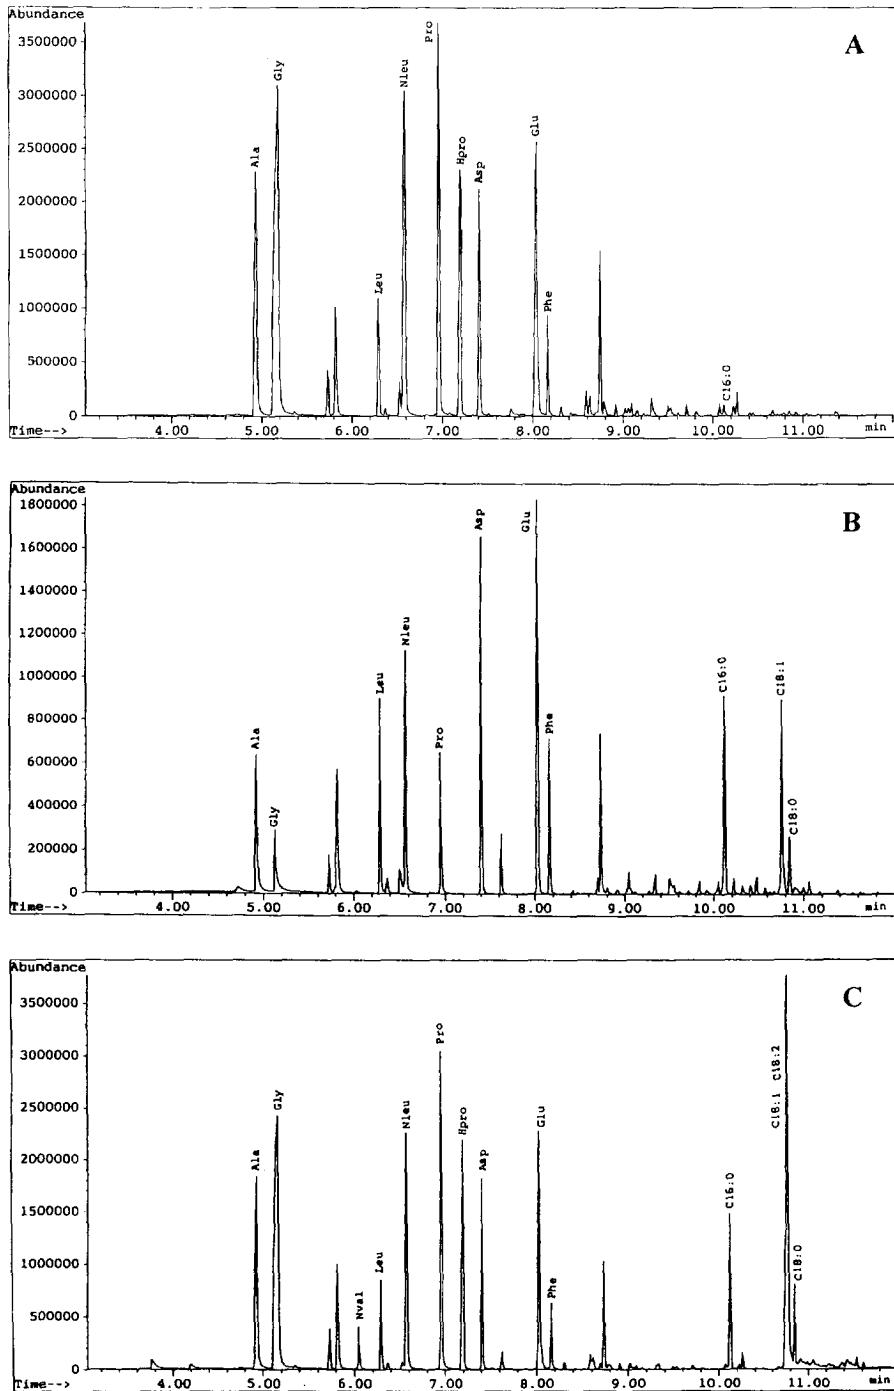 Abundance
A
3500000
3000000
2500000
2000000
1500000
1000000
500000
0
Ala
Gly
Leu
Nleu
Pro
Hpro
Asp
Glu
Phe
C16:0
Time-->
4.00 5.00 6.00 7.00 8.00 9.00 10.00 11.00
min
Abundance
B
1800000
1600000
1400000
1200000
1000000
800000
600000
400000
200000
0
Ala
Gly
Leu
Nleu
Pro
Asp
Glu
Phe
C16:0
C18:1
C18:0
Time-->
4.00 5.00 6.00 7.00 8.00 9.00 10.00 11.00
min
Abundance
C
3500000
3000000
2500000
2000000
1500000
1000000
500000
0
Ala
Gly
Nval
Leu
Nleu
Pro
Hpro
Asp
Glu
Phe
C16:0
C18:1 C18:2
C18:0
Time-->
4.00 5.00 6.00 7.00 8.00 9.00 10.00 11.00
min